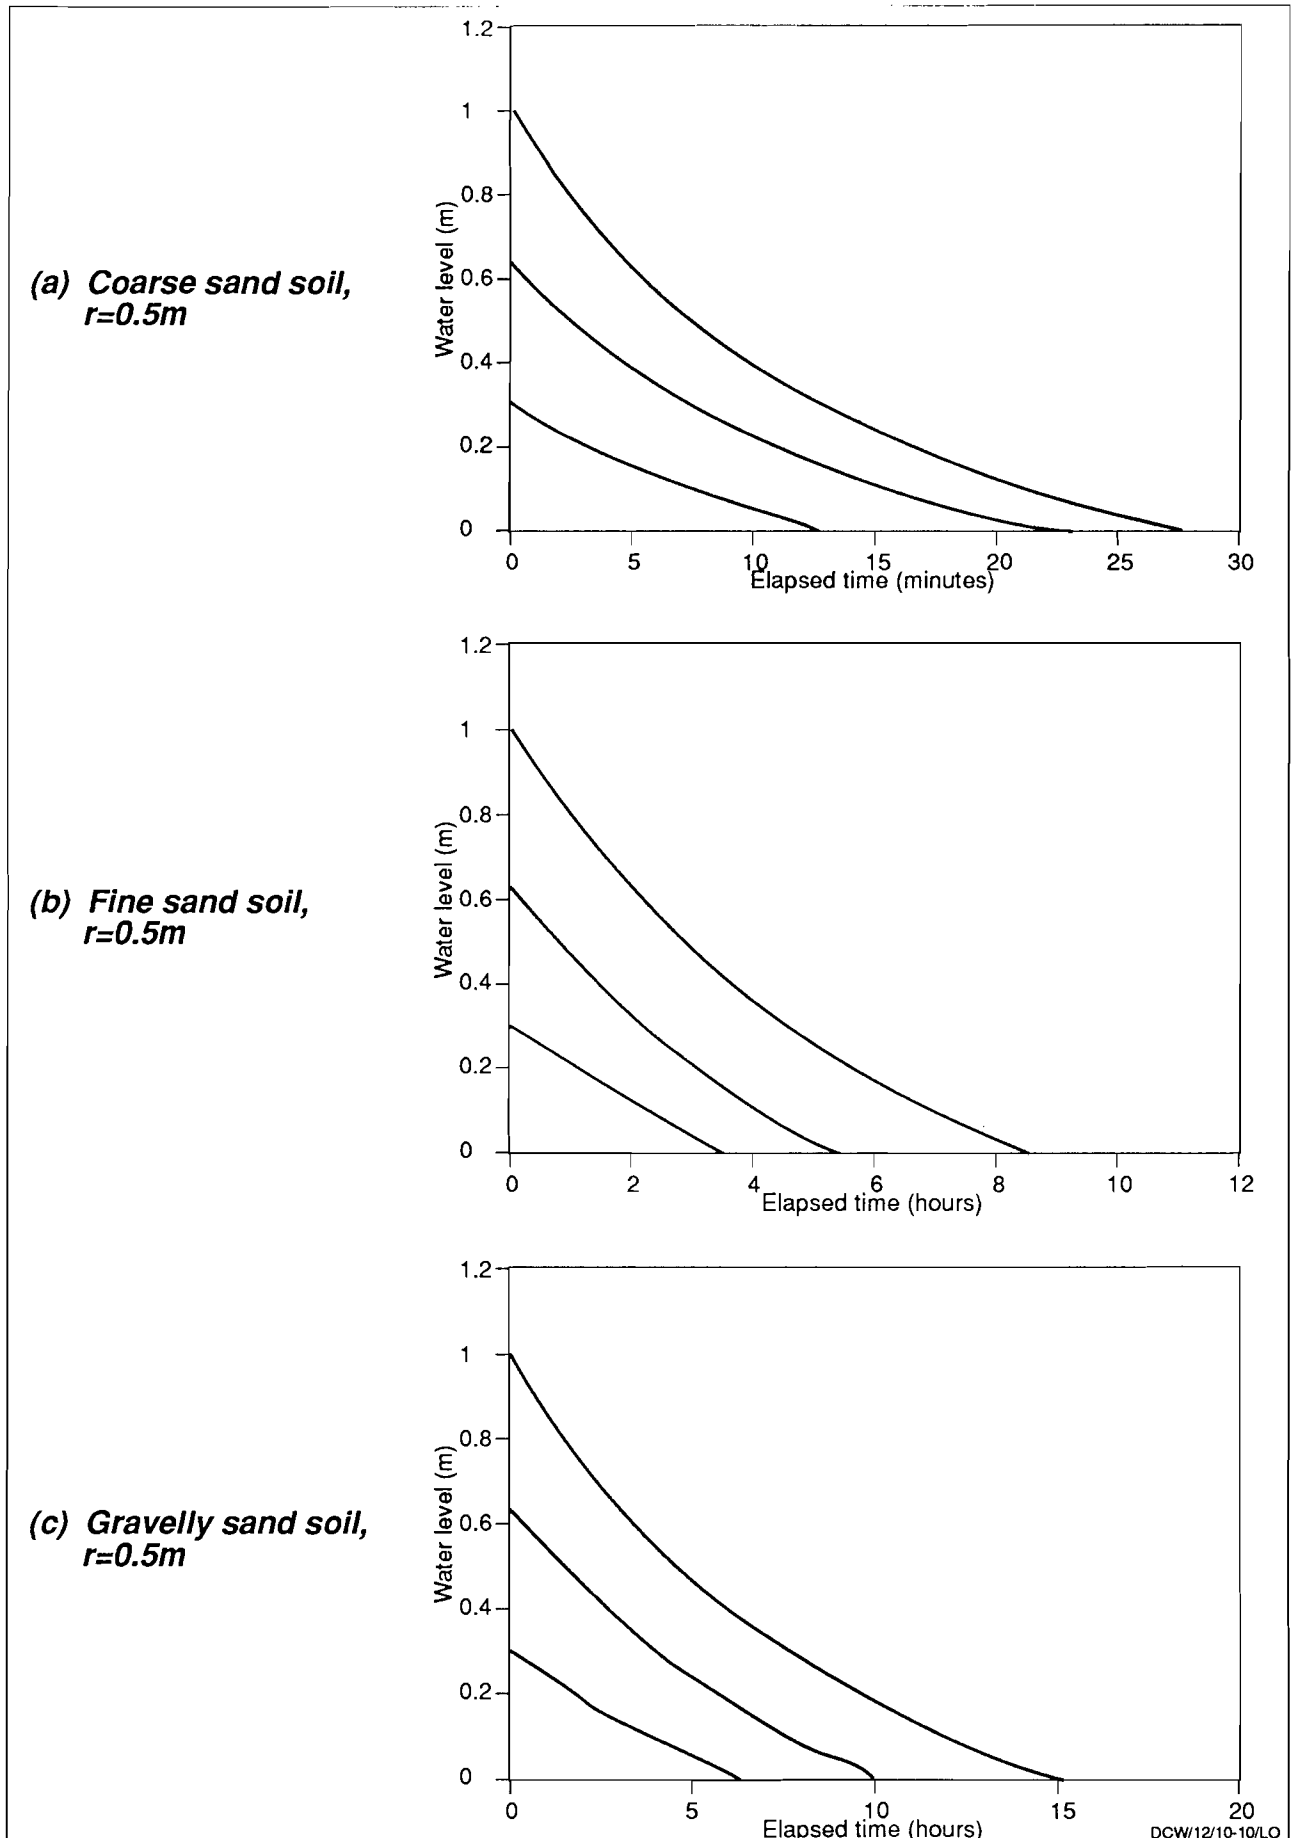 (a) Coarse sand soil,
r=0.5m
Water level (m)
1.2
1
0.8
0.6
0.4
0.2
0
0 5 10 15 20 25 30
Elapsed time (minutes)
(b) Fine sand soil,
r=0.5m
Water level (m)
1.2
1
0.8
0.6
0.4
0.2
0
0 2 4 6 8 10 12
Elapsed time (hours)
(c) Gravelly sand soil,
r=0.5m
Water level (m)
1.2
1
0.8
0.6
0.4
0.2
0
0 5 10 15 20
Elapsed time (hours)
DCW/12/10-10/LO